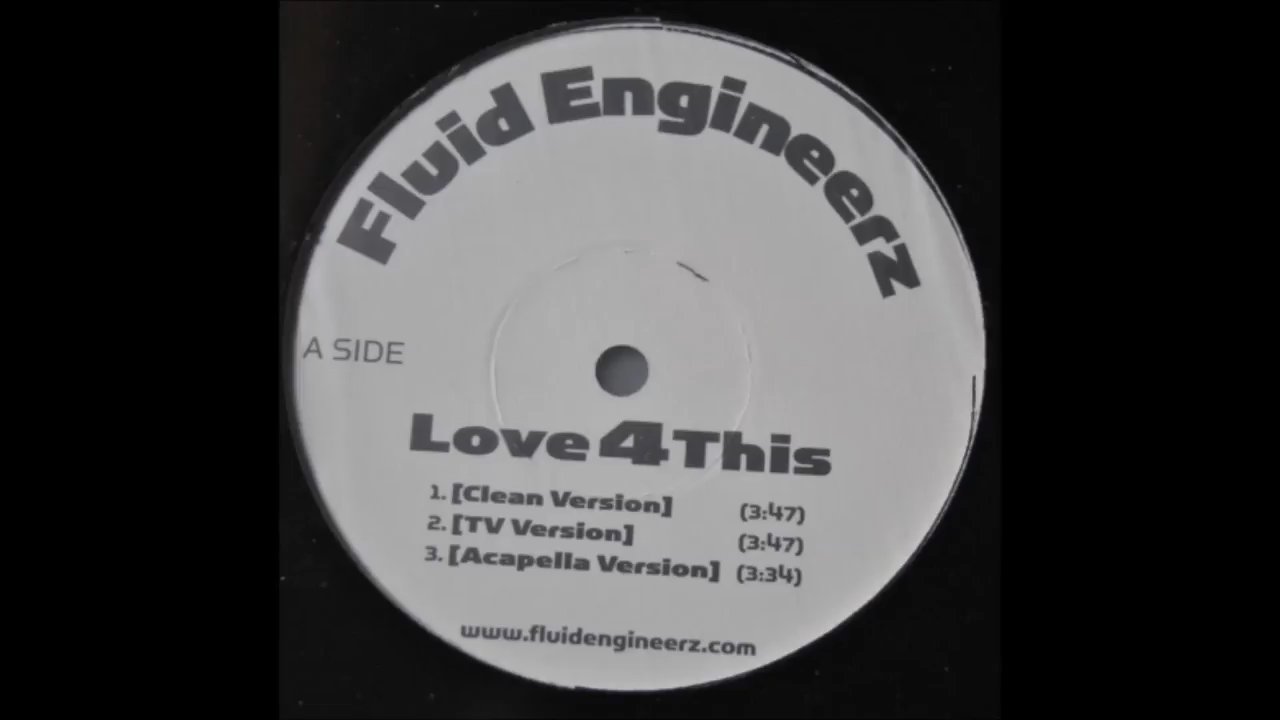 Fluid Engineerz
A SIDE
Love 4 This
1. [Clean Version] (3:47)
2. [TV Version] (3:47)
3. [Acapella Version] (3:34)
www.fluidengineerz.com